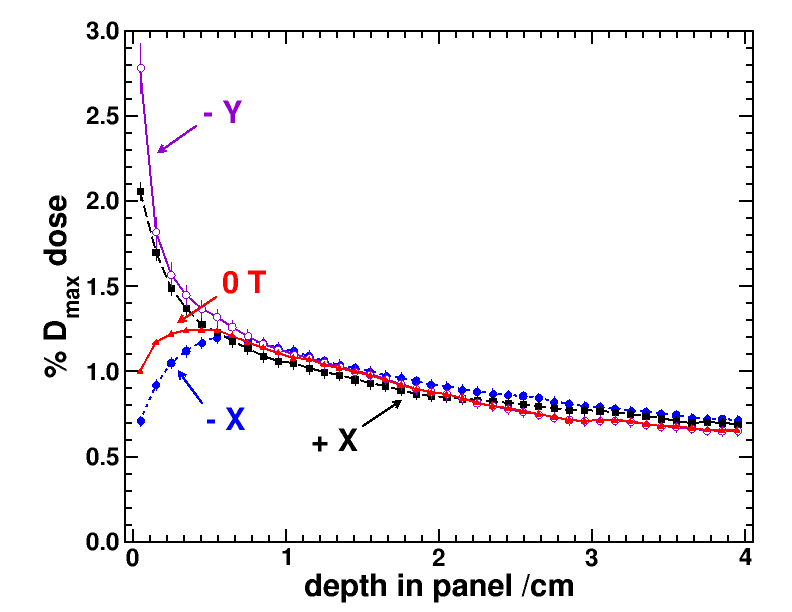 3.0
- Y
2.5
2.0
% Dmax dose
1.5
0 T
1.0
- X
+ X
0.5
0.0
0 1 2 3 4
depth in panel /cm